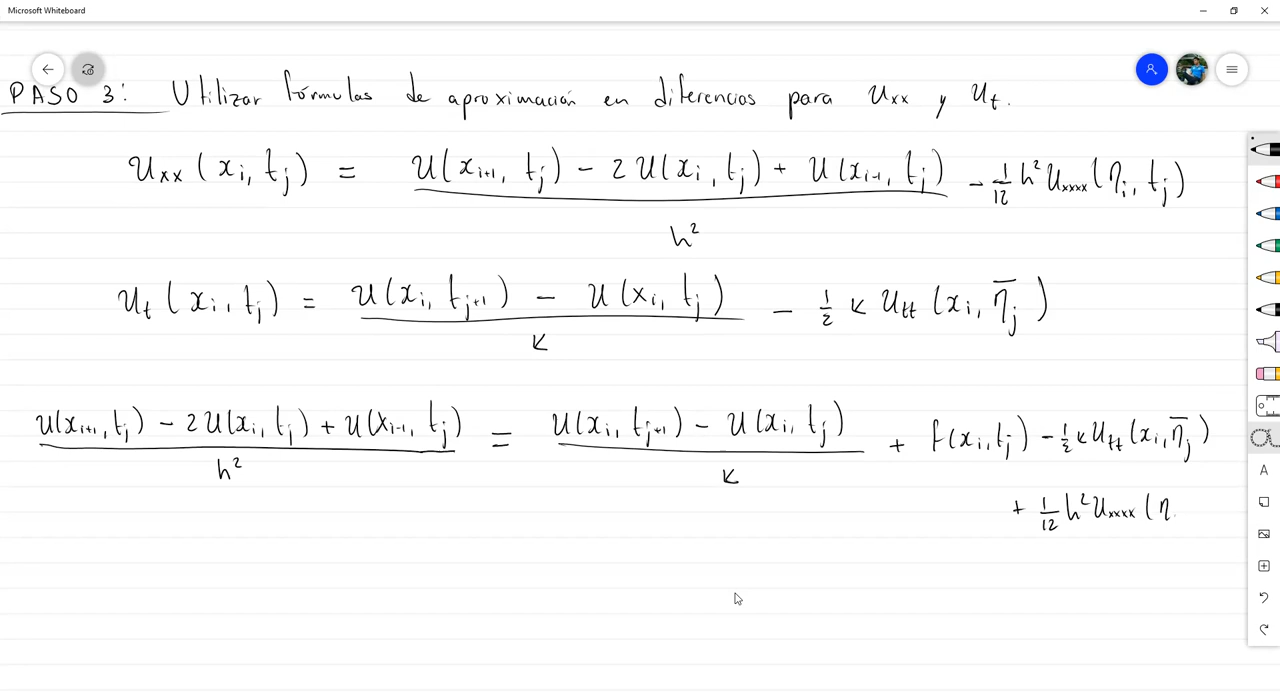 Microsoft Whiteboard
PASO 3: Utilizar fórmulas de aproximación en diferencias para Uxx y Ut.
Uxx (xi, tj) = U(xi+1, tj) - 2U(xi, tj) + U(xi-1, tj) / h² - 1/12 h² Uxxxx (ηi, tj)
Ut (xi, tj) = U(xi, tj+1) - U(xi, tj) / K - 1/2 K Utt (xi, η̄j)
U(xi+1, tj) - 2U(xi, tj) + U(xi-1, tj) / h² = U(xi, tj+1) - U(xi, tj) / K + f(xi, tj) - 1/2 K Utt (xi, η̄j)
+ 1/12 h² Uxxxx (η